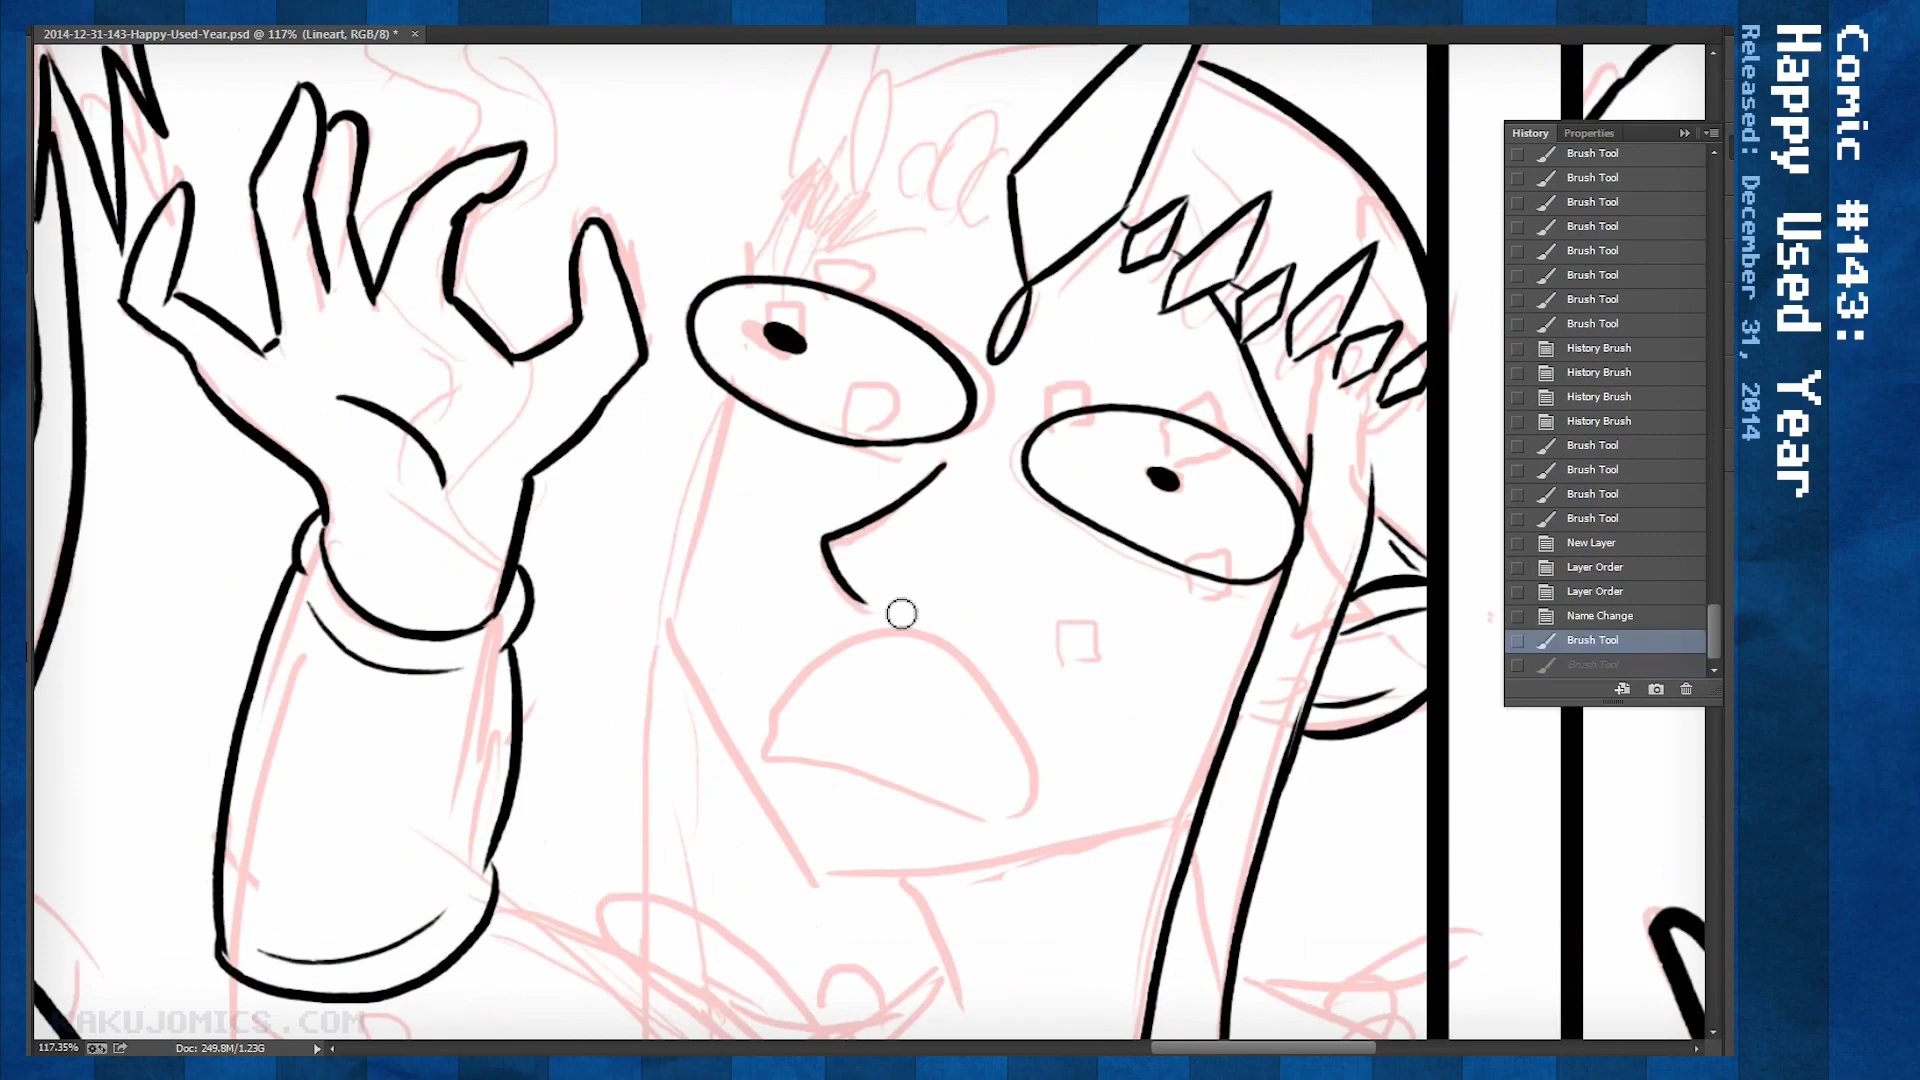 2014-12-31-143-Happy-Used-Year.psd @ 117% (Lineart, RGB/8) *
Comic #143:
Happy Used Year
Released: December 31, 2014
History
Properties
Brush Tool
Brush Tool
Brush Tool
Brush Tool
Brush Tool
Brush Tool
Brush Tool
Brush Tool
History Brush
History Brush
History Brush
History Brush
Brush Tool
Brush Tool
Brush Tool
Brush Tool
New Layer
Layer Order
Layer Order
Name Change
Brush Tool
Brush Tool
KAKUJOMICS.COM
117.35%
Doc: 249.8M/1.23G